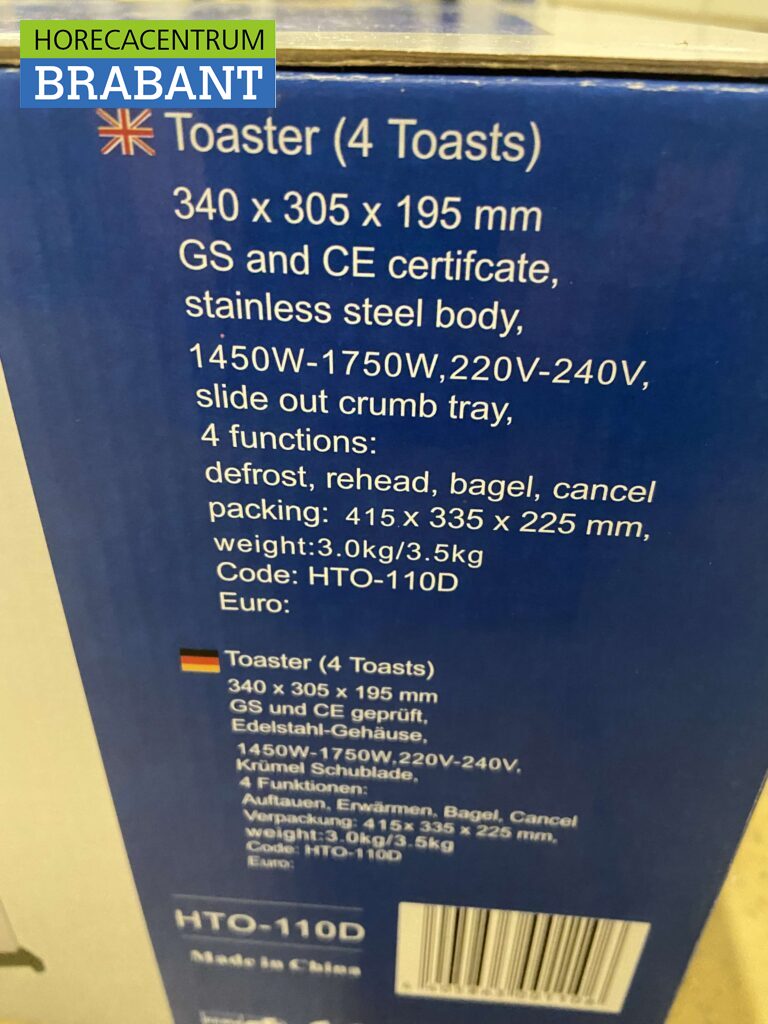 HORECACENTRUM
BRABANT
Toaster (4 Toasts)
340 x 305 x 195 mm
GS and CE certifcate,
stainless steel body,
1450W-1750W,220V-240V,
slide out crumb tray,
4 functions:
defrost, rehead, bagel, cancel
packing: 415 x 335 x 225 mm,
weight:3.0kg/3.5kg
Code: HTO-110D
Euro:
Toaster (4 Toasts)
340 x 305 x 195 mm
GS und CE geprüft,
Edelstahl-Gehäuse,
1450W-1750W,220V-240V,
Krümel Schublade,
4 Funktionen:
Auftauen, Erwärmen, Bagel, Cancel
Verpackung: 415x 335 x 225 mm,
weight:3.0kg/3.5kg
Code: HTO-110D
Euro:
HTO-110D
Made in China